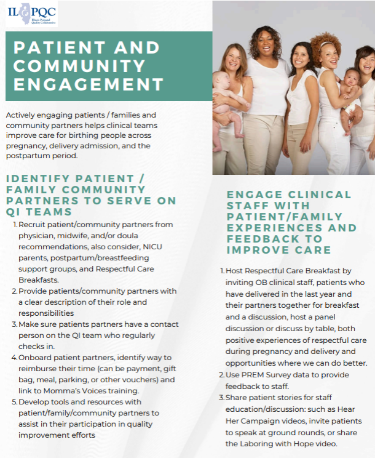 IL PQC
PATIENT AND
COMMUNITY
ENGAGEMENT
Actively engaging patients / families and
community partners helps clinical teams
improve care for birthing people across
pregnancy, delivery admission, and the
postpartum period.
IDENTIFY PATIENT /
FAMILY COMMUNITY
PARTNERS TO SERVE ON
QI TEAMS
1. Recruit patient/community partners from
physician, midwife, and/or doula
recommendations, also consider, NICU
parents, postpartum/breastfeeding
support groups, and Respectful Care
Breakfasts.
2. Provide patients/community partners with
a clear description of their role and
responsibilities
3. Make sure patients partners have a contact
person on the QI team who regularly
checks in.
4. Onboard patient partners, identify way to
reimburse their time (can be payment, gift
bag, meal, parking, or other vouchers) and
link to Momma's Voices training.
5. Develop tools and resources with
patient/family/community partners to
assist in their participation in quality
improvement efforts
ENGAGE CLINICAL
STAFF WITH
PATIENT/FAMILY
EXPERIENCES AND
FEEDBACK TO
IMPROVE CARE
1. Host Respectful Care Breakfast by
inviting OB clinical staff, patients who
have delivered in the last year and
their partners together for breakfast
and a discussion, host a panel
discussion or discuss by table, both
positive experiences of respectful care
during pregnancy and delivery and
opportunities where we can do better.
2. Use PREM Survey data to provide
feedback to staff.
3. Share patient stories for staff
education/discussion: such as Hear
Her Campaign videos, invite patients
to speak at ground rounds, or share
the Laboring with Hope video.